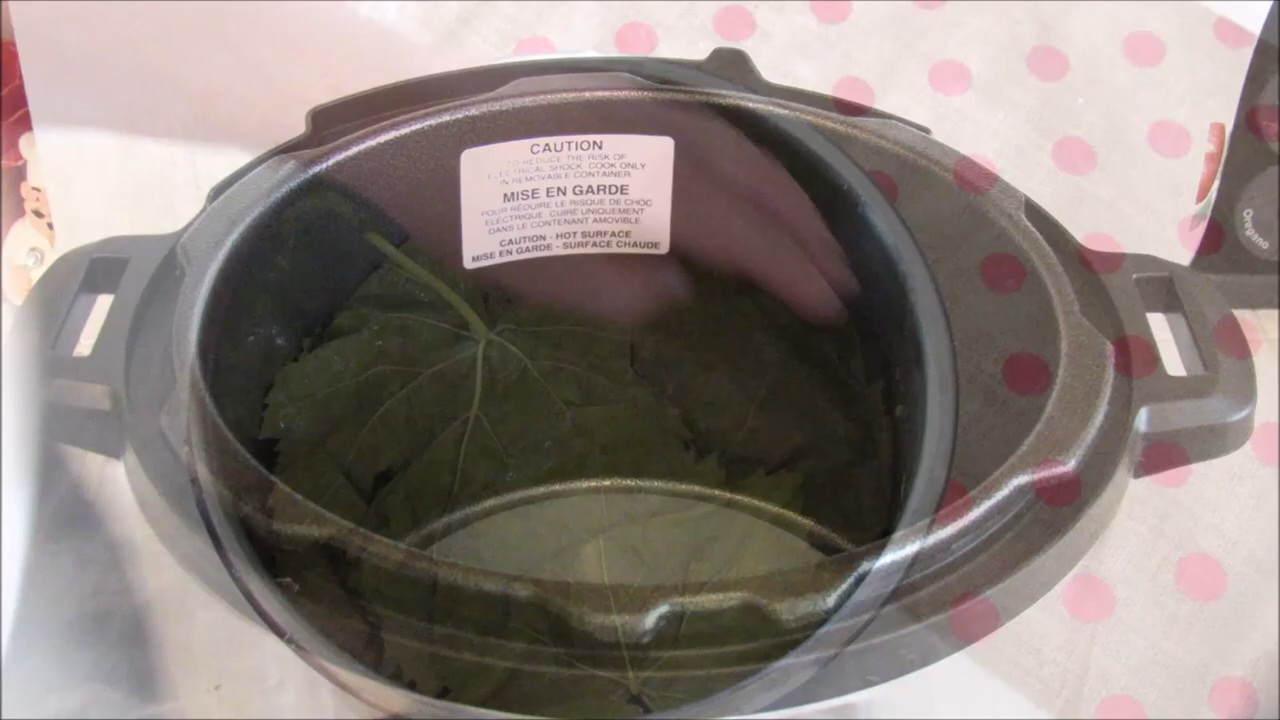 CAUTION
TO REDUCE THE RISK OF
ELECTRICAL SHOCK. COOK ONLY
IN REMOVABLE CONTAINER.
MISE EN GARDE
POUR RÉDUIRE LE RISQUE DE CHOC
ÉLECTRIQUE, CUIRE UNIQUEMENT
DANS LE CONTENANT AMOVIBLE
CAUTION - HOT SURFACE
MISE EN GARDE - SURFACE CHAUDE
Oregano